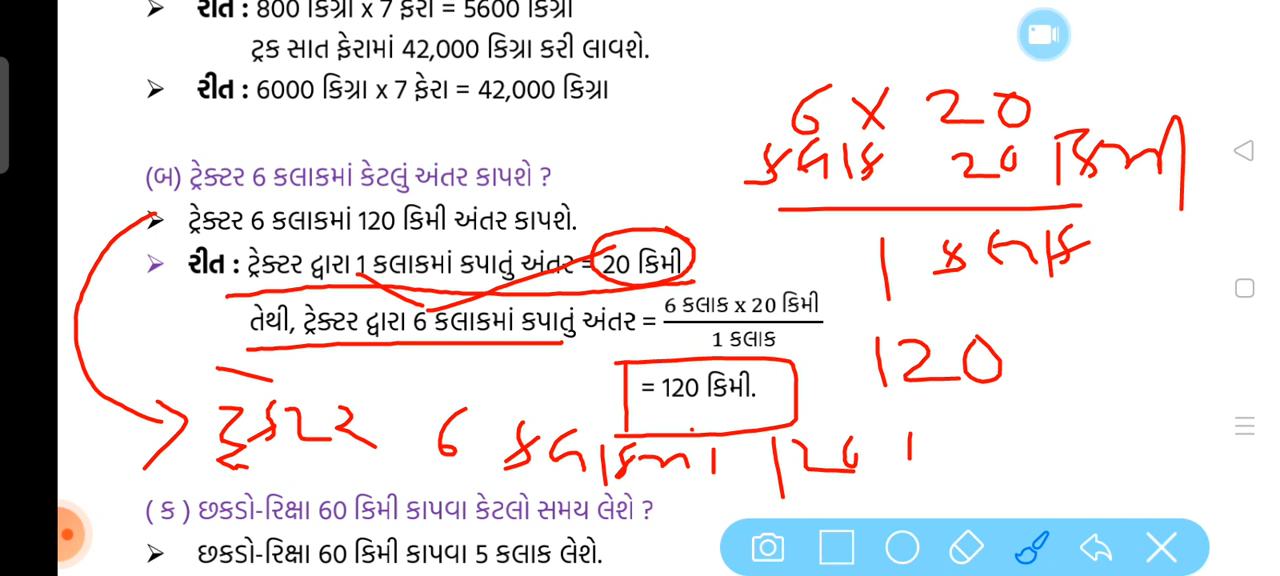 ➤ રીત : 800 કિગ્રા x 7 ફેરા = 5600 કિગ્રા
ટ્રક સાત ફેરામાં 42,000 કિગ્રા કરી લાવશે.
➤ રીત : 6000 કિગ્રા x 7 ફેરા = 42,000 કિગ્રા
6 x 20
કલાક 20 કિમી
1 કલાક
120
(બ) ટ્રેક્ટર 6 કલાકમાં કેટલું અંતર કાપશે ?
➤ ટ્રેક્ટર 6 કલાકમાં 120 કિમી અંતર કાપશે.
➤ રીત : ટ્રેક્ટર દ્વારા 1 કલાકમાં કપાતું અંતર = 20 કિમી
તેથી, ટ્રેક્ટર દ્વારા 6 કલાકમાં કપાતું અંતર = 6 કલાક x 20 કિમી
1 કલાક
= 120 કિમી.
6 કલાકમાં 120
( ક ) છકડો-રિક્ષા 60 કિમી કાપવા કેટલો સમય લેશે ?
➤ છકડો-રિક્ષા 60 કિમી કાપવા 5 કલાક લેશે.